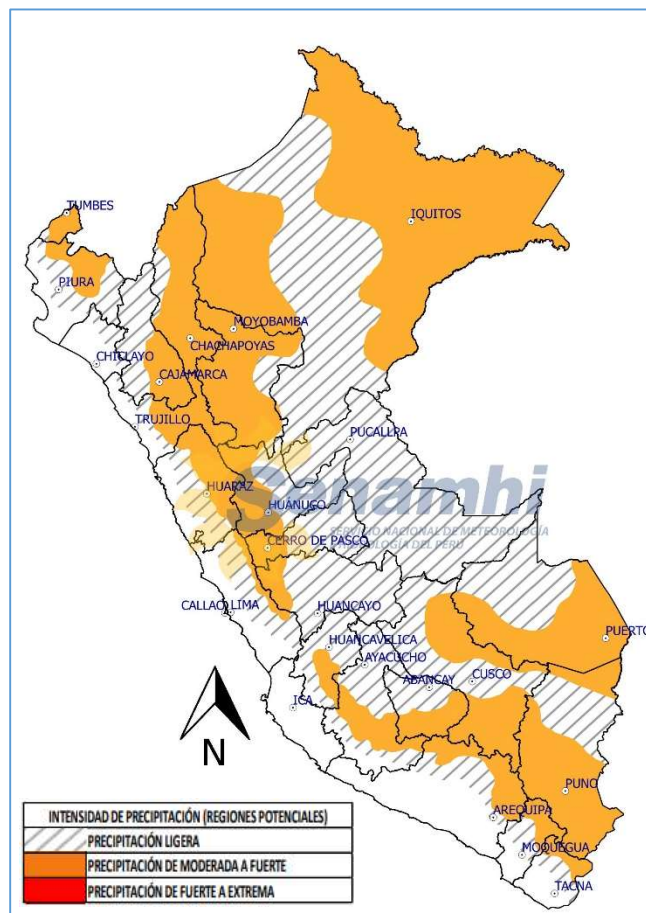 IQUITOS
TUMBES
PIURA
MOYOBAMBA
CHACHAPOYAS
CHICLAYO
CAJAMARCA
TRUJILLO
PUCALLPA
HUARAZ
Senamhi
HUÁNUCO
SERVICIO NACIONAL DE METEOROLOGÍA
E HIDROLOGÍA DEL PERÚ
CERRO DE PASCO
CALLAO
LIMA
HUANCAYO
PUERTO
HUANCAVELICA
AYACUCHO
ABANCAY
CUSCO
ICA
N
PUNO
AREQUIPA
MOQUEGUA
TACNA
INTENSIDAD DE PRECIPITACIÓN (REGIONES POTENCIALES)
PRECIPITACIÓN LIGERA
PRECIPITACIÓN DE MODERADA A FUERTE
PRECIPITACIÓN DE FUERTE A EXTREMA